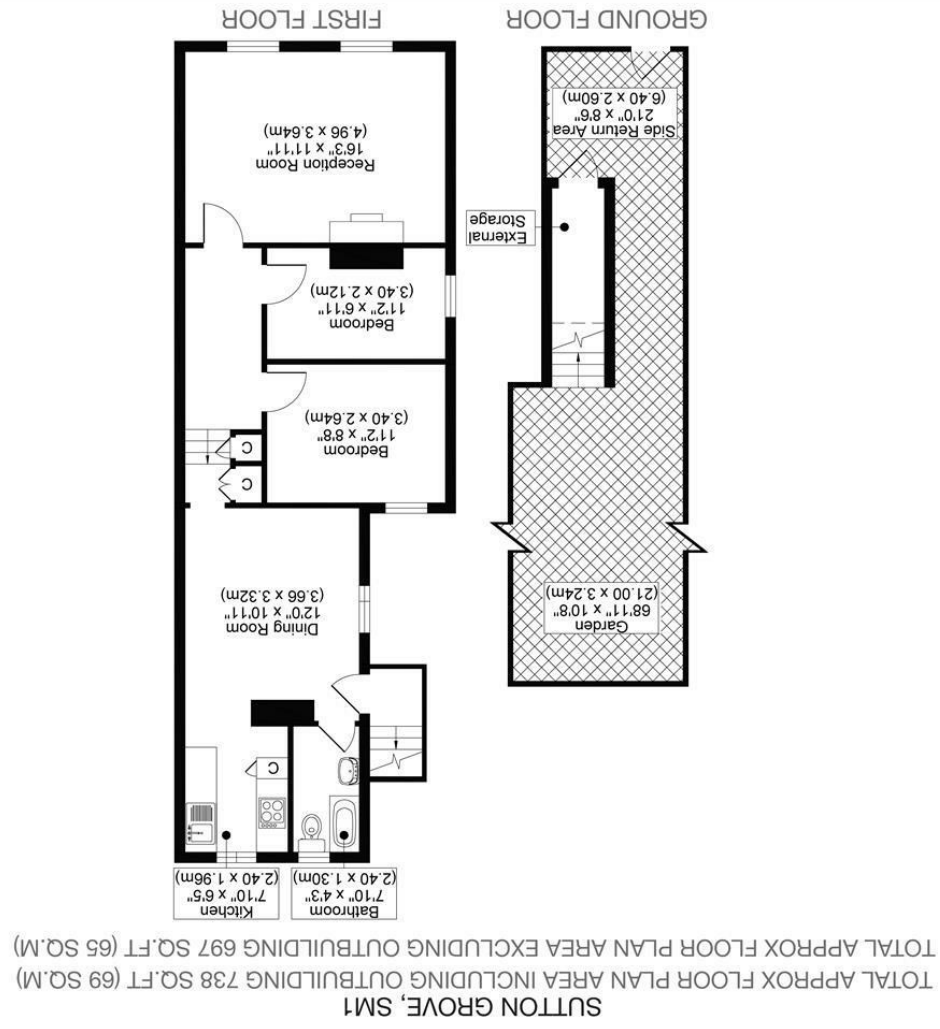 SUTTON GROVE, SM1
TOTAL APPROX FLOOR PLAN AREA INCLUDING OUTBUILDING 738 SQ.FT (69 SQ.M)
TOTAL APPROX FLOOR PLAN AREA EXCLUDING OUTBUILDING 697 SQ.FT (65 SQ.M)
Bathroom
7'10" x 4'3"
(2.40 x 1.30m)
Kitchen
7'10" x 6'5"
(2.40 x 1.96m)
C
Garden
68'11" x 10'8"
(21.00 x 3.24m)
Dining Room
12'0" x 10'11"
(3.66 x 3.32m)
C
C
Bedroom
11'2" x 8'8"
(3.40 x 2.64m)
Bedroom
11'2" x 6'11"
(3.40 x 2.12m)
External
Storage
Reception Room
16'3" x 11'11"
(4.96 x 3.64m)
Side Return Area
21'0" x 8'6"
(6.40 x 2.60m)
GROUND FLOOR
FIRST FLOOR